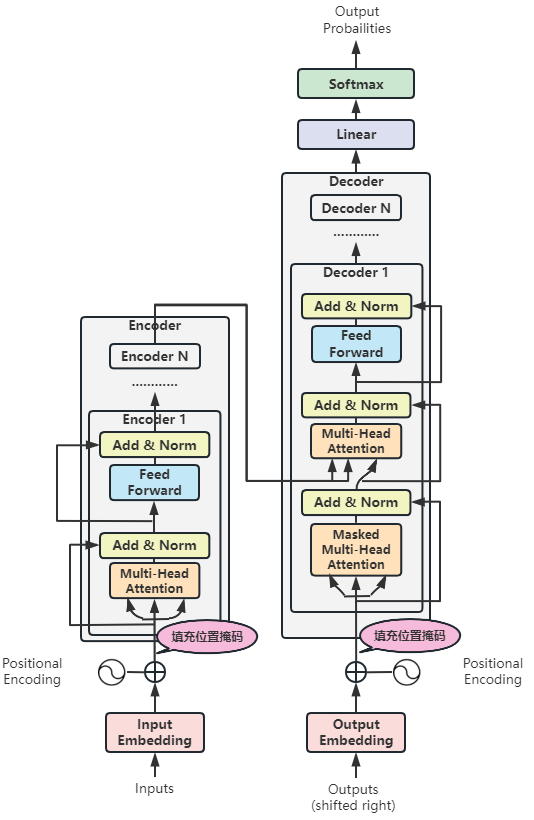 Output
Probailities
Softmax
Linear
Decoder
Decoder N
............
Decoder 1
Add & Norm
Feed
Forward
Add & Norm
Multi-Head
Attention
Add & Norm
Masked
Multi-Head
Attention
填充位置掩码
Positional
Encoding
Output
Embedding
Outputs
(shifted right)
Encoder
Encoder N
............
Encoder 1
Add & Norm
Feed
Forward
Add & Norm
Multi-Head
Attention
填充位置掩码
Positional
Encoding
Input
Embedding
Inputs